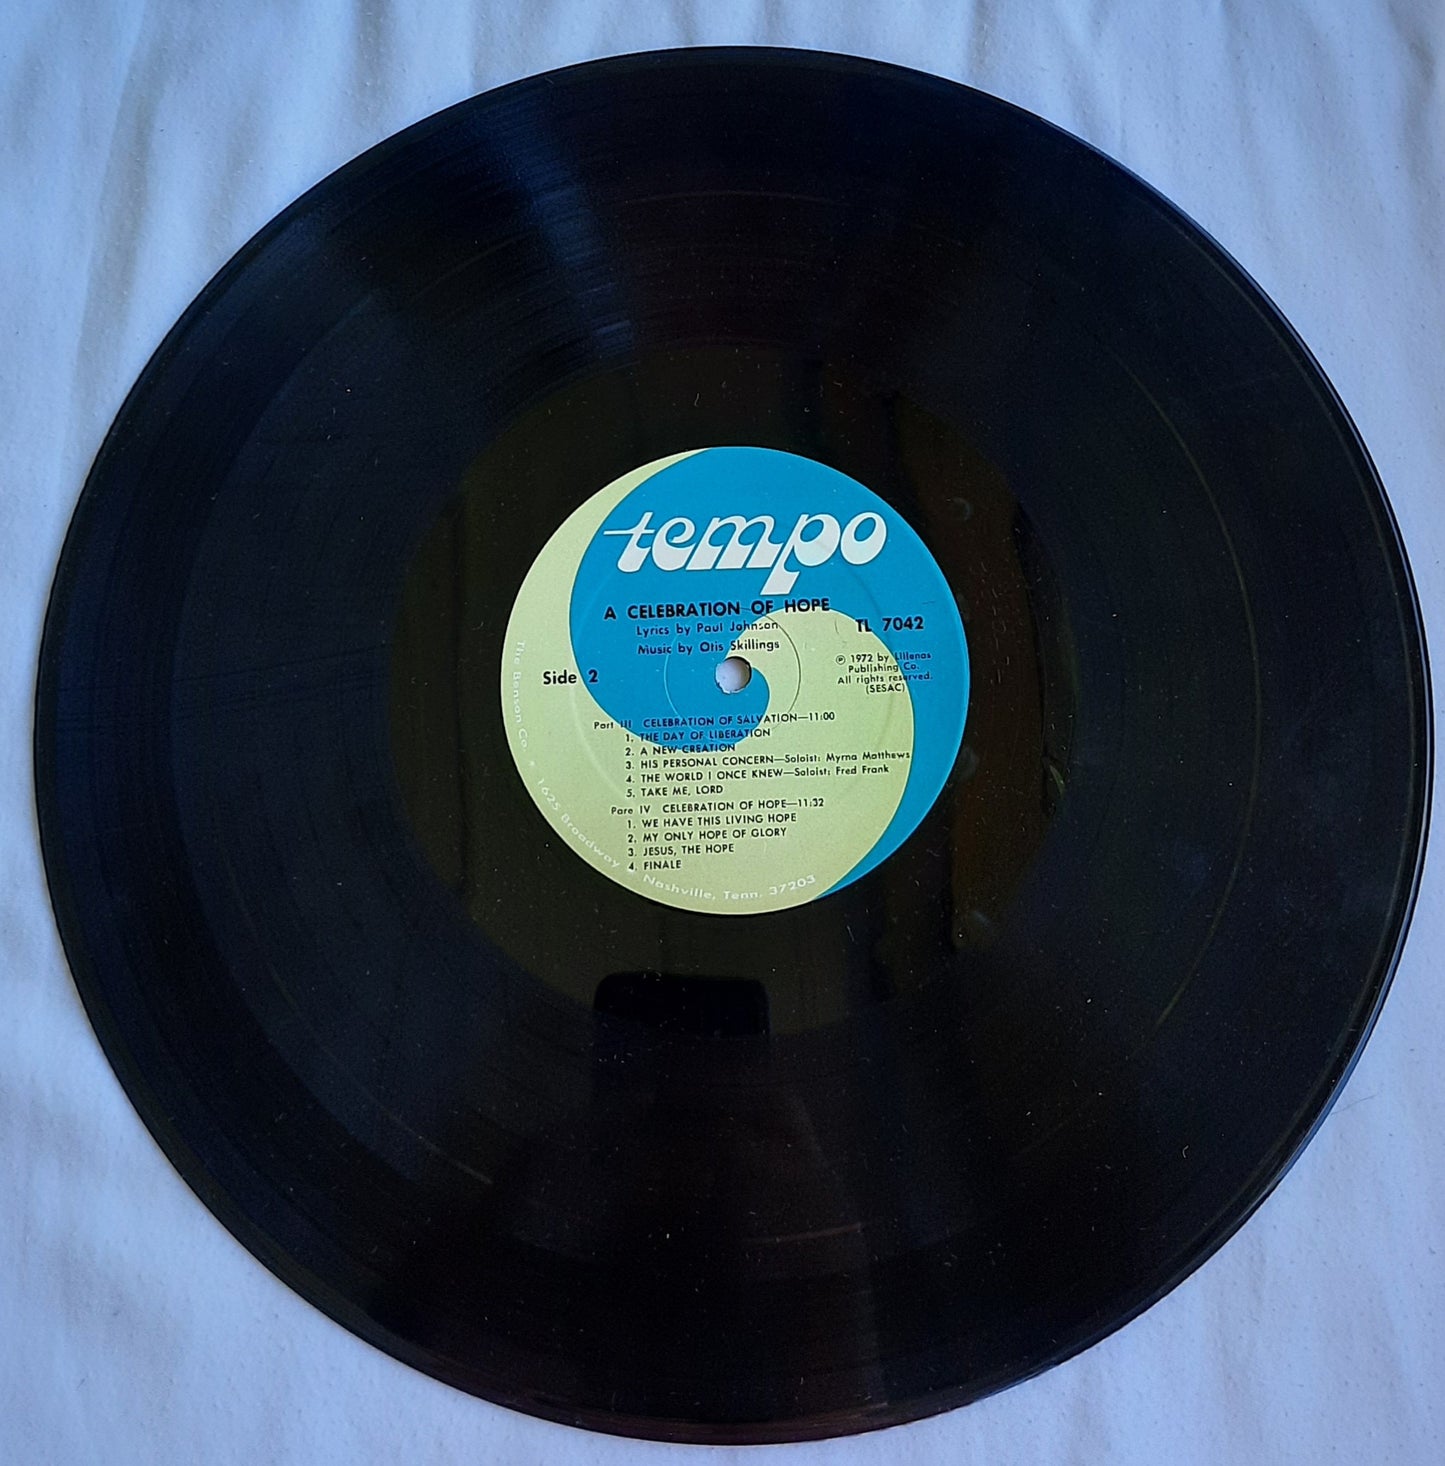 tempo
A CELEBRATION OF HOPE
Lyrics by Paul Johnson
Music by Otis Skillings
TL 7042
℗ 1972 by Lillenas
Publishing Co.
All rights reserved.
(SESAC)
Side 2
Part III CELEBRATION OF SALVATION—11:00
1. THE DAY OF LIBERATION
2. A NEW CREATION
3. HIS PERSONAL CONCERN—Soloist: Myrna Matthews
4. THE WORLD I ONCE KNEW—Soloist: Fred Frank
5. TAKE ME, LORD
Pare IV CELEBRATION OF HOPE—11:32
1. WE HAVE THIS LIVING HOPE
2. MY ONLY HOPE OF GLORY
3. JESUS, THE HOPE
4. FINALE
the Benson Co. • 1625 Broadway • Nashville, Tenn. 37203